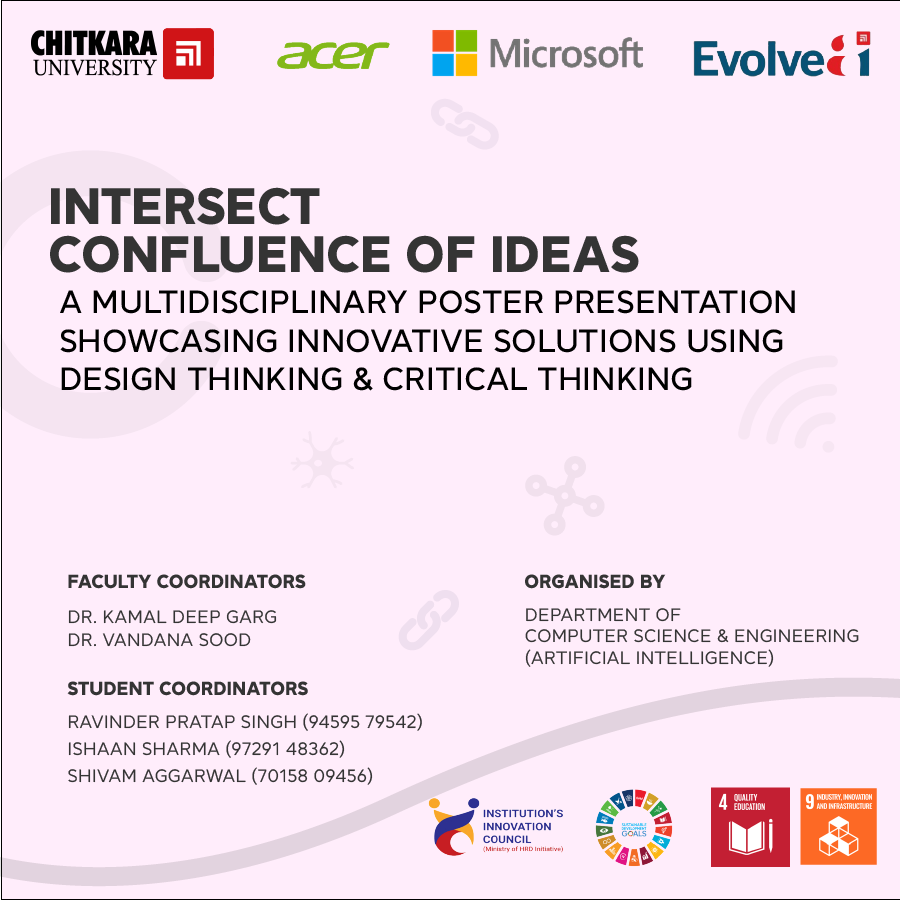 CHITKARA
UNIVERSITY
acer
Microsoft
Evolve
INTERSECT
CONFLUENCE OF IDEAS
A MULTIDISCIPLINARY POSTER PRESENTATION
SHOWCASING INNOVATIVE SOLUTIONS USING
DESIGN THINKING & CRITICAL THINKING
FACULTY COORDINATORS
DR. KAMAL DEEP GARG
DR. VANDANA SOOD
STUDENT COORDINATORS
RAVINDER PRATAP SINGH (94595 79542)
ISHAAN SHARMA (97291 48362)
SHIVAM AGGARWAL (70158 09456)
ORGANISED BY
DEPARTMENT OF
COMPUTER SCIENCE & ENGINEERING
(ARTIFICIAL INTELLIGENCE)
INSTITUTION'S
INNOVATION
COUNCIL
(Ministry of HRD Initiative)
SUSTAINABLE
DEVELOPMENT
GOALS
4 QUALITY
EDUCATION
9 INDUSTRY, INNOVATION
AND INFRASTRUCTURE